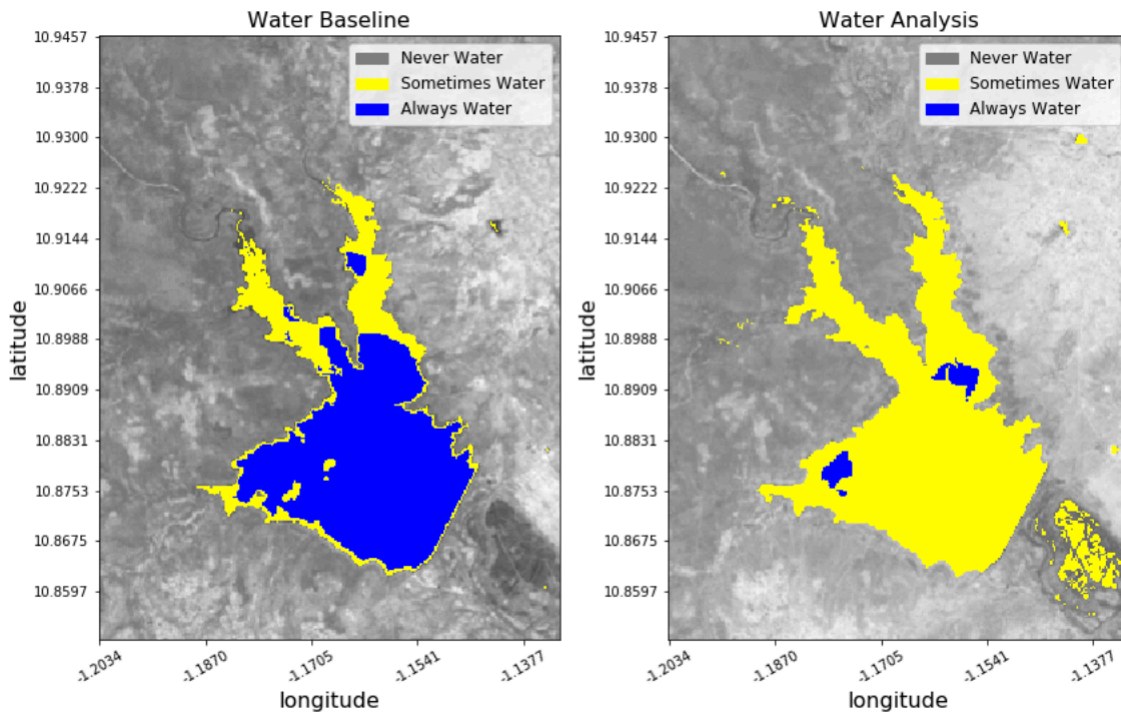 Water Baseline
Never Water
Sometimes Water
Always Water
10.9457
10.9378
10.9300
10.9222
10.9144
10.9066
10.8988
10.8909
10.8831
10.8753
10.8675
10.8597
latitude
-1.2034
-1.1870
-1.1705
-1.1541
-1.1377
longitude
Water Analysis
Never Water
Sometimes Water
Always Water
10.9457
10.9378
10.9300
10.9222
10.9144
10.9066
10.8988
10.8909
10.8831
10.8753
10.8675
10.8597
latitude
-1.2034
-1.1870
-1.1705
-1.1541
-1.1377
longitude